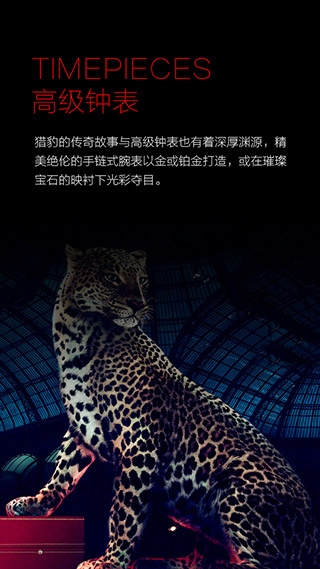 TIMEPIECES
高级钟表
猎豹的传奇故事与高级钟表也有着深厚渊源，精
美绝伦的手链式腕表以金或铂金打造，或在璀璨
宝石的映衬下光彩夺目。